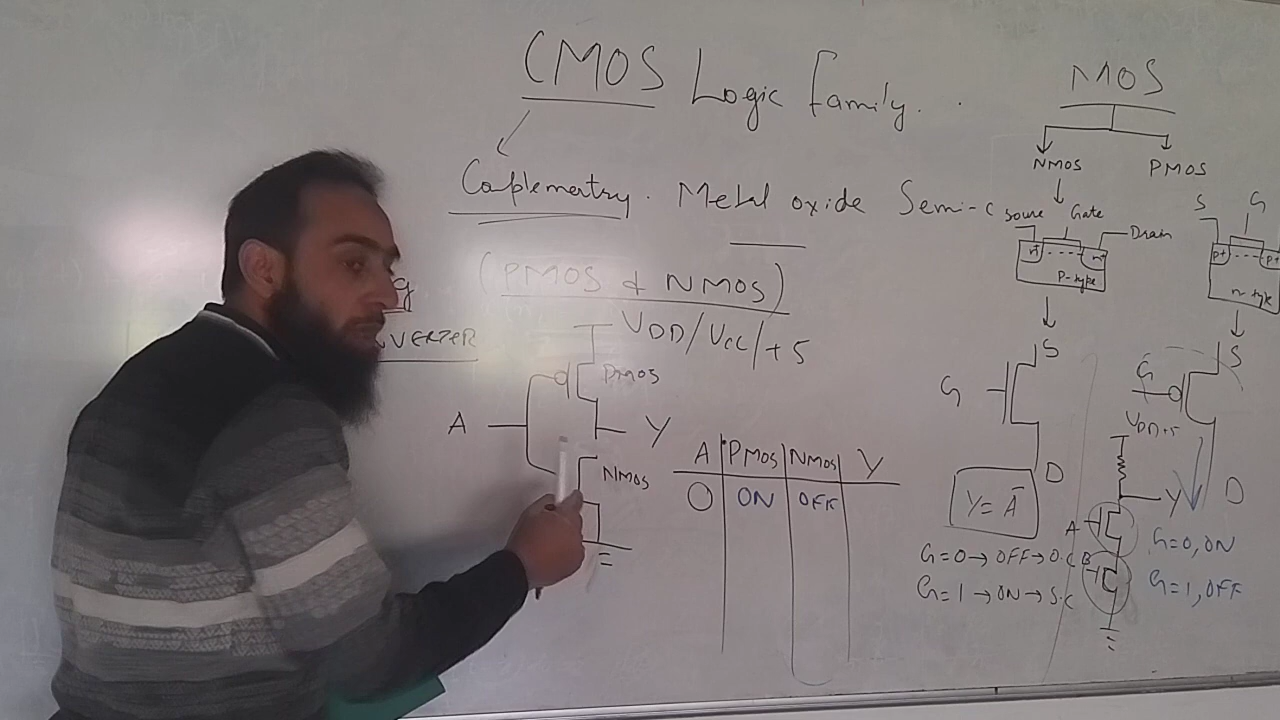 CMOS Logic Family.
Complementry. Metal oxide Semi-c
(PMOS & NMOS)
VERTER
VDD/Vcc/+5
PMOS
A
Y
NMOS
A PMOS NMOS Y
0 ON OFF
MOS
NMOS PMOS
Source Gate Drain
n+ n+
P-type
S G
p+ p+
n-type
S
G
D
S
G
D
Y = Ā
G=0→OFF→O.C
G=1→ON→S.C
VDD+5
Y
A
B
G=0, ON
G=1, OFF